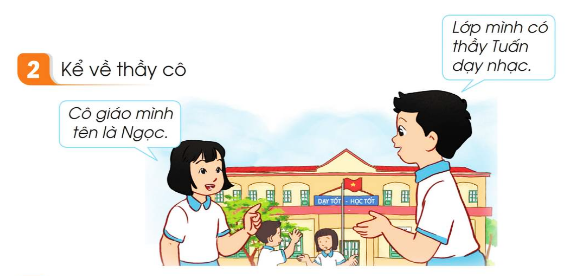 2 Kể về thầy cô
Cô giáo mình
tên là Ngọc.
Lớp mình có
thầy Tuấn
dạy nhạc.
DẠY TỐT - HỌC TỐT